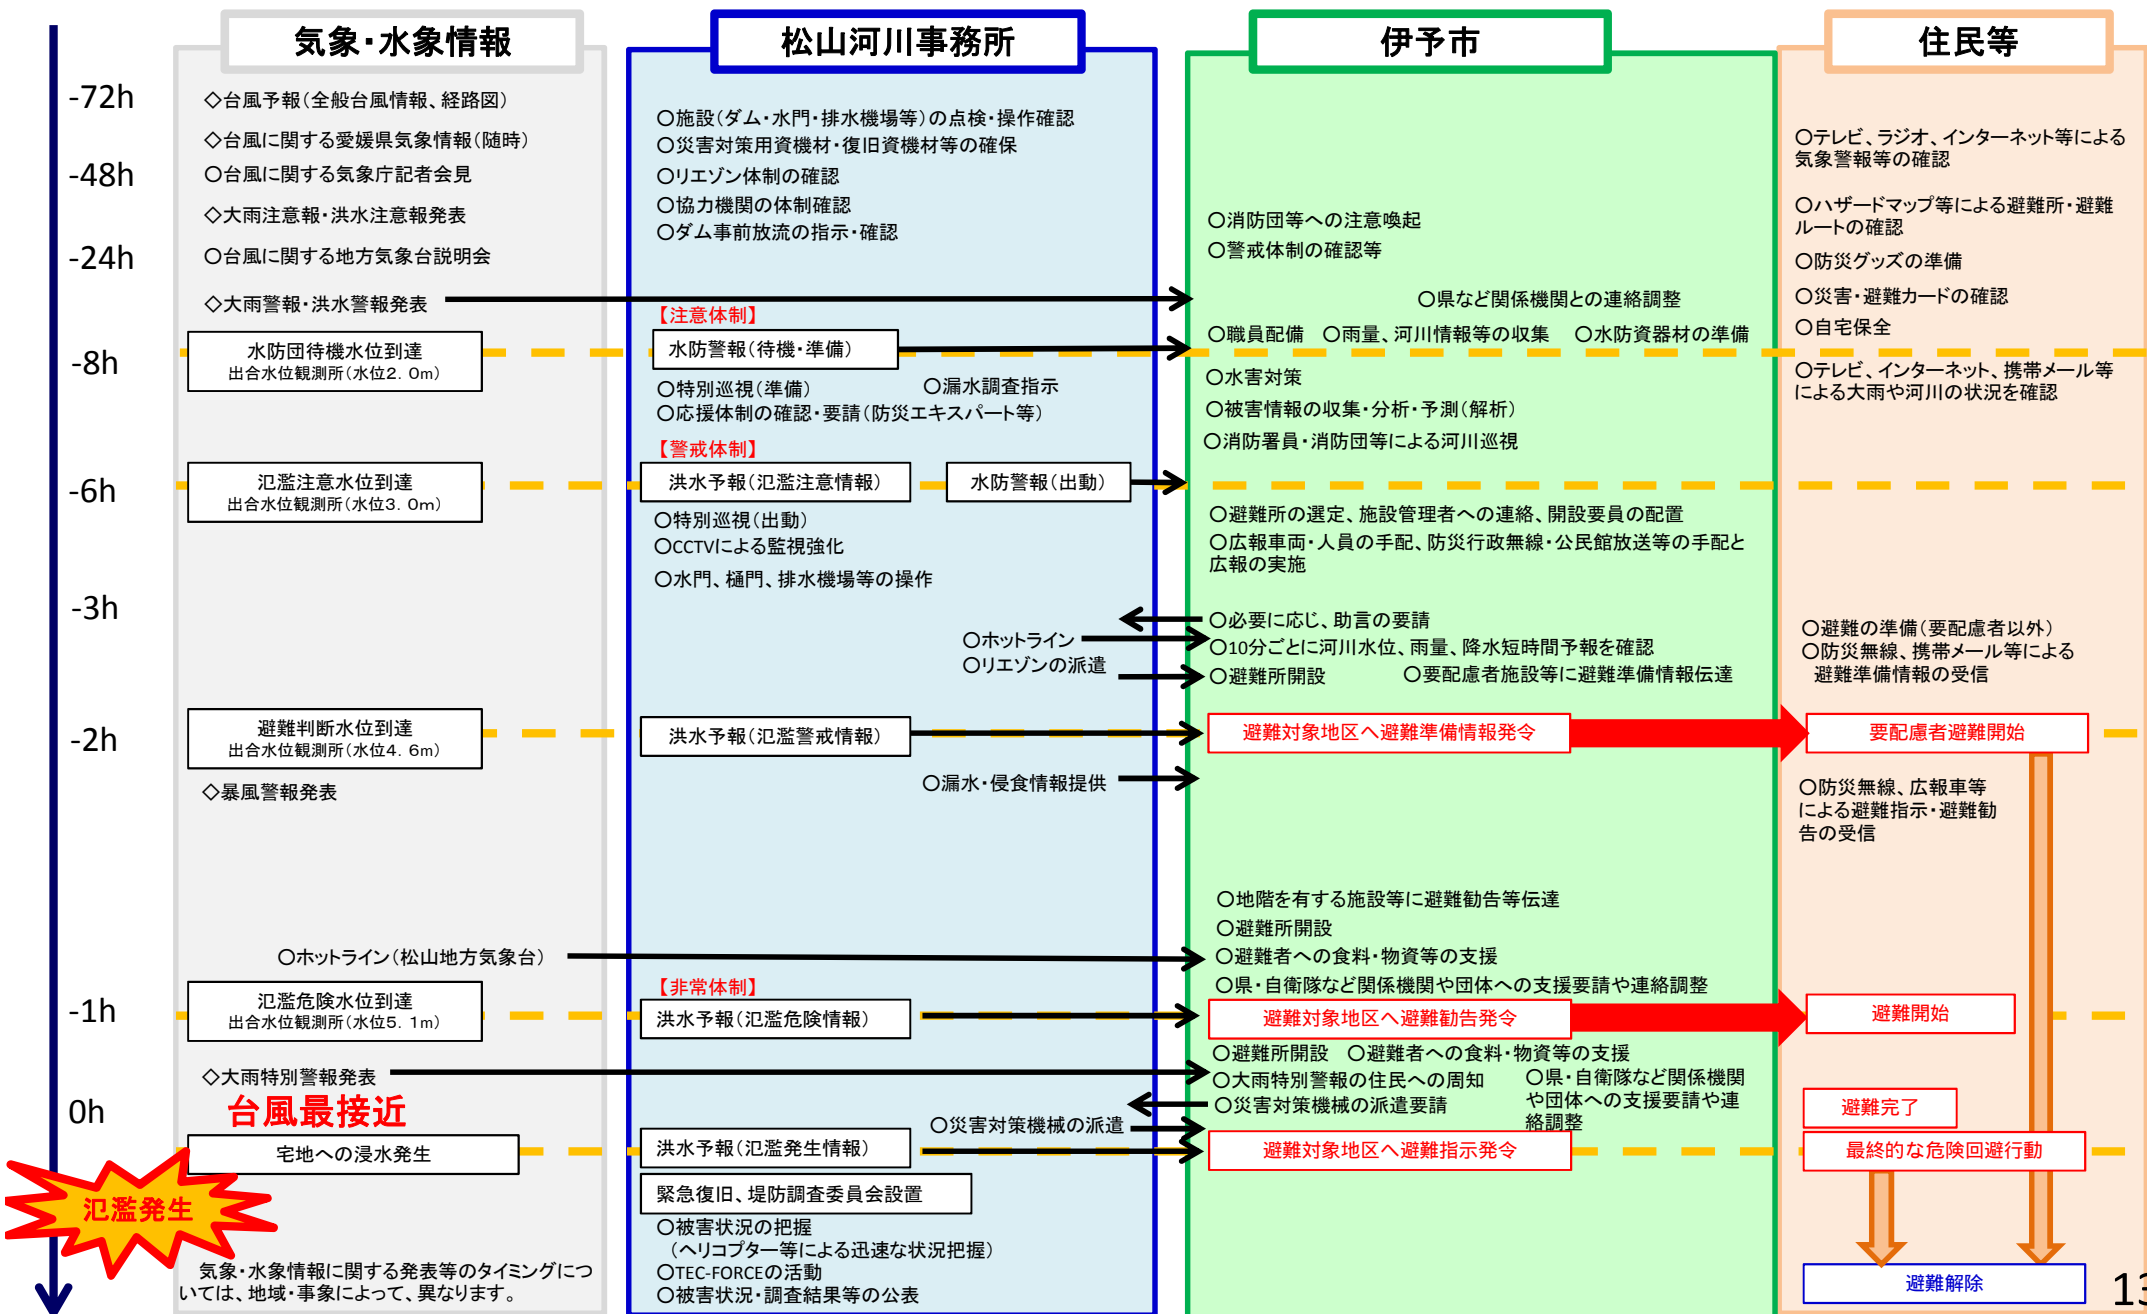 気象・水象情報
松山河川事務所
伊予市
住民等
-72h
-48h
-24h
-8h
-6h
-3h
-2h
-1h
0h
◇台風予報（全般台風情報、経路図）
◇台風に関する愛媛県気象情報（随時）
〇台風に関する気象庁記者会見
◇大雨注意報・洪水注意報発表
〇台風に関する地方気象台説明会
◇大雨警報・洪水警報発表
水防団待機水位到達
出合水位観測所（水位2．0m）
氾濫注意水位到達
出合水位観測所（水位3．0m）
避難判断水位到達
出合水位観測所（水位4．6m）
◇暴風警報発表
〇ホットライン（松山地方気象台）
氾濫危険水位到達
出合水位観測所（水位5．1m）
◇大雨特別警報発表
台風最接近
宅地への浸水発生
氾濫発生
気象・水象情報に関する発表等のタイミングにつ
いては、地域・事象によって、異なります。
〇施設（ダム・水門・排水機場等）の点検・操作確認
〇災害対策用資機材・復旧資機材等の確保
〇リエゾン体制の確認
〇協力機関の体制確認
〇ダム事前放流の指示・確認
【注意体制】
水防警報（待機・準備）
〇特別巡視（準備）
〇漏水調査指示
〇応援体制の確認・要請（防災エキスパート等）
【警戒体制】
洪水予報（氾濫注意情報）
水防警報（出動）
〇特別巡視（出動）
〇CCTVによる監視強化
〇水門、樋門、排水機場等の操作
〇ホットライン
〇リエゾンの派遣
洪水予報（氾濫警戒情報）
〇漏水・侵食情報提供
【非常体制】
洪水予報（氾濫危険情報）
〇災害対策機械の派遣
洪水予報（氾濫発生情報）
緊急復旧、堤防調査委員会設置
〇被害状況の把握
（ヘリコプター等による迅速な状況把握）
〇TEC-FORCEの活動
〇被害状況・調査結果等の公表
〇消防団等への注意喚起
〇警戒体制の確認等
〇県など関係機関との連絡調整
〇職員配備 〇雨量、河川情報等の収集 〇水防資器材の準備
〇水害対策
〇被害情報の収集・分析・予測（解析）
〇消防署員・消防団等による河川巡視
〇避難所の選定、施設管理者への連絡、開設要員の配置
〇広報車両・人員の手配、防災行政無線・公民館放送等の手配と
広報の実施
〇必要に応じ、助言の要請
〇10分ごとに河川水位、雨量、降水短時間予報を確認
〇避難所開設 〇要配慮者施設等に避難準備情報伝達
避難対象地区へ避難準備情報発令
〇地階を有する施設等に避難勧告等伝達
〇避難所開設
〇避難者への食料・物資等の支援
〇県・自衛隊など関係機関や団体への支援要請や連絡調整
避難対象地区へ避難勧告発令
〇避難所開設 〇避難者への食料・物資等の支援
〇大雨特別警報の住民への周知
〇災害対策機械の派遣要請
〇県・自衛隊など関係機関
や団体への支援要請や連
絡調整
避難対象地区へ避難指示発令
〇テレビ、ラジオ、インターネット等による
気象警報等の確認
〇ハザードマップ等による避難所・避難
ルートの確認
〇防災グッズの準備
〇災害・避難カードの確認
〇自宅保全
〇テレビ、インターネット、携帯メール等
による大雨や河川の状況を確認
〇避難の準備（要配慮者以外）
〇防災無線、携帯メール等による
避難準備情報の受信
要配慮者避難開始
〇防災無線、広報車等
による避難指示・避難勧
告の受信
避難開始
避難完了
最終的な危険回避行動
避難解除
13